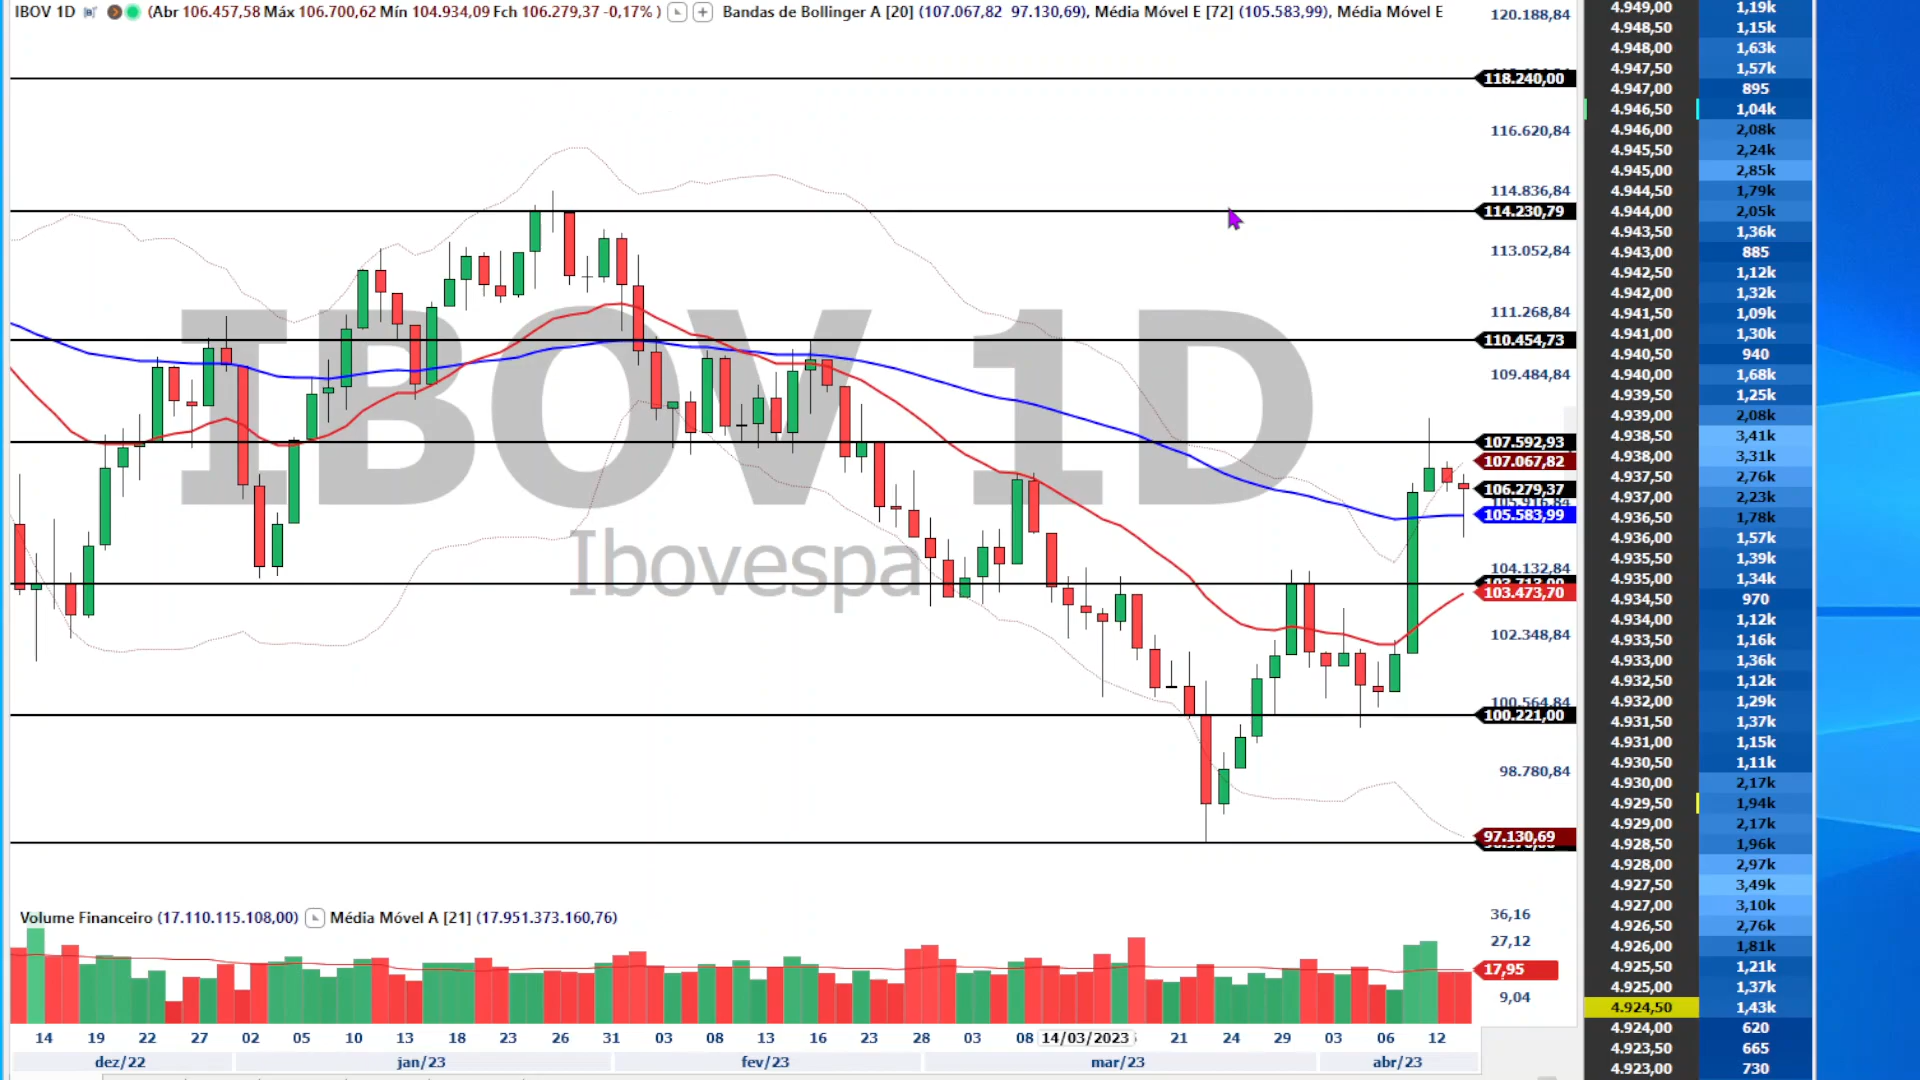 IBOV 1D (Abr 106.457,58 Máx 106.700,62 Mín 104.934,09 Fch 106.279,37 -0,17% ) Bandas de Bollinger A [20] (107.067,82 97.130,69), Média Móvel E [72] (105.583,99), Média Móvel E
120.188,84
118.240,00
116.620,84
114.836,84
114.230,79
113.052,84
111.268,84
110.454,73
109.484,84
107.592,93
107.067,82
106.279,37
105.583,99
104.132,84
103.473,70
102.348,84
100.564,84
100.221,00
98.780,84
97.130,69
IBOV 1D
Ibovespa
Volume Financeiro (17.110.115.108,00) Média Móvel A [21] (17.951.373.160,76)
36,16
27,12
17,95
9,04
14 19 22 27 02 05 10 13 18 23 26 31 03 08 13 16 23 28 03 08 14/03/2023 21 24 29 03 06 12
dez/22 jan/23 fev/23 mar/23 abr/23
4.949,00 1,19k
4.948,50 1,15k
4.948,00 1,63k
4.947,50 1,57k
4.947,00 895
4.946,50 1,04k
4.946,00 2,08k
4.945,50 2,24k
4.945,00 2,85k
4.944,50 1,79k
4.944,00 2,05k
4.943,50 1,36k
4.943,00 885
4.942,50 1,12k
4.942,00 1,32k
4.941,50 1,09k
4.941,00 1,30k
4.940,50 940
4.940,00 1,68k
4.939,50 1,25k
4.939,00 2,08k
4.938,50 3,41k
4.938,00 3,31k
4.937,50 2,76k
4.937,00 2,23k
4.936,50 1,78k
4.936,00 1,57k
4.935,50 1,39k
4.935,00 1,34k
4.934,50 970
4.934,00 1,12k
4.933,50 1,16k
4.933,00 1,36k
4.932,50 1,12k
4.932,00 1,29k
4.931,50 1,37k
4.931,00 1,15k
4.930,50 1,11k
4.930,00 2,17k
4.929,50 1,94k
4.929,00 2,17k
4.928,50 1,96k
4.928,00 2,97k
4.927,50 3,49k
4.927,00 3,10k
4.926,50 2,76k
4.926,00 1,81k
4.925,50 1,21k
4.925,00 1,37k
4.924,50 1,43k
4.924,00 620
4.923,50 665
4.923,00 730